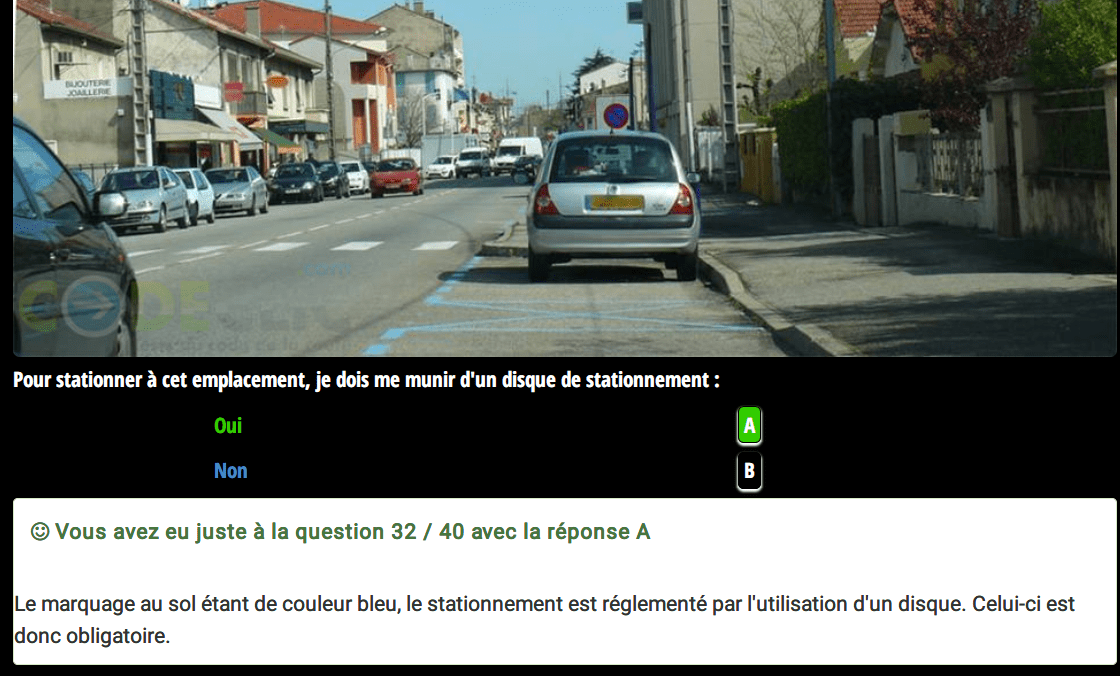 BIJOUTERIE
JOAILLERIE
CODE
Pour stationner à cet emplacement, je dois me munir d'un disque de stationnement :
Oui
A
Non
B
Vous avez eu juste à la question 32 / 40 avec la réponse A
Le marquage au sol étant de couleur bleu, le stationnement est réglementé par l'utilisation d'un disque. Celui-ci est
donc obligatoire.